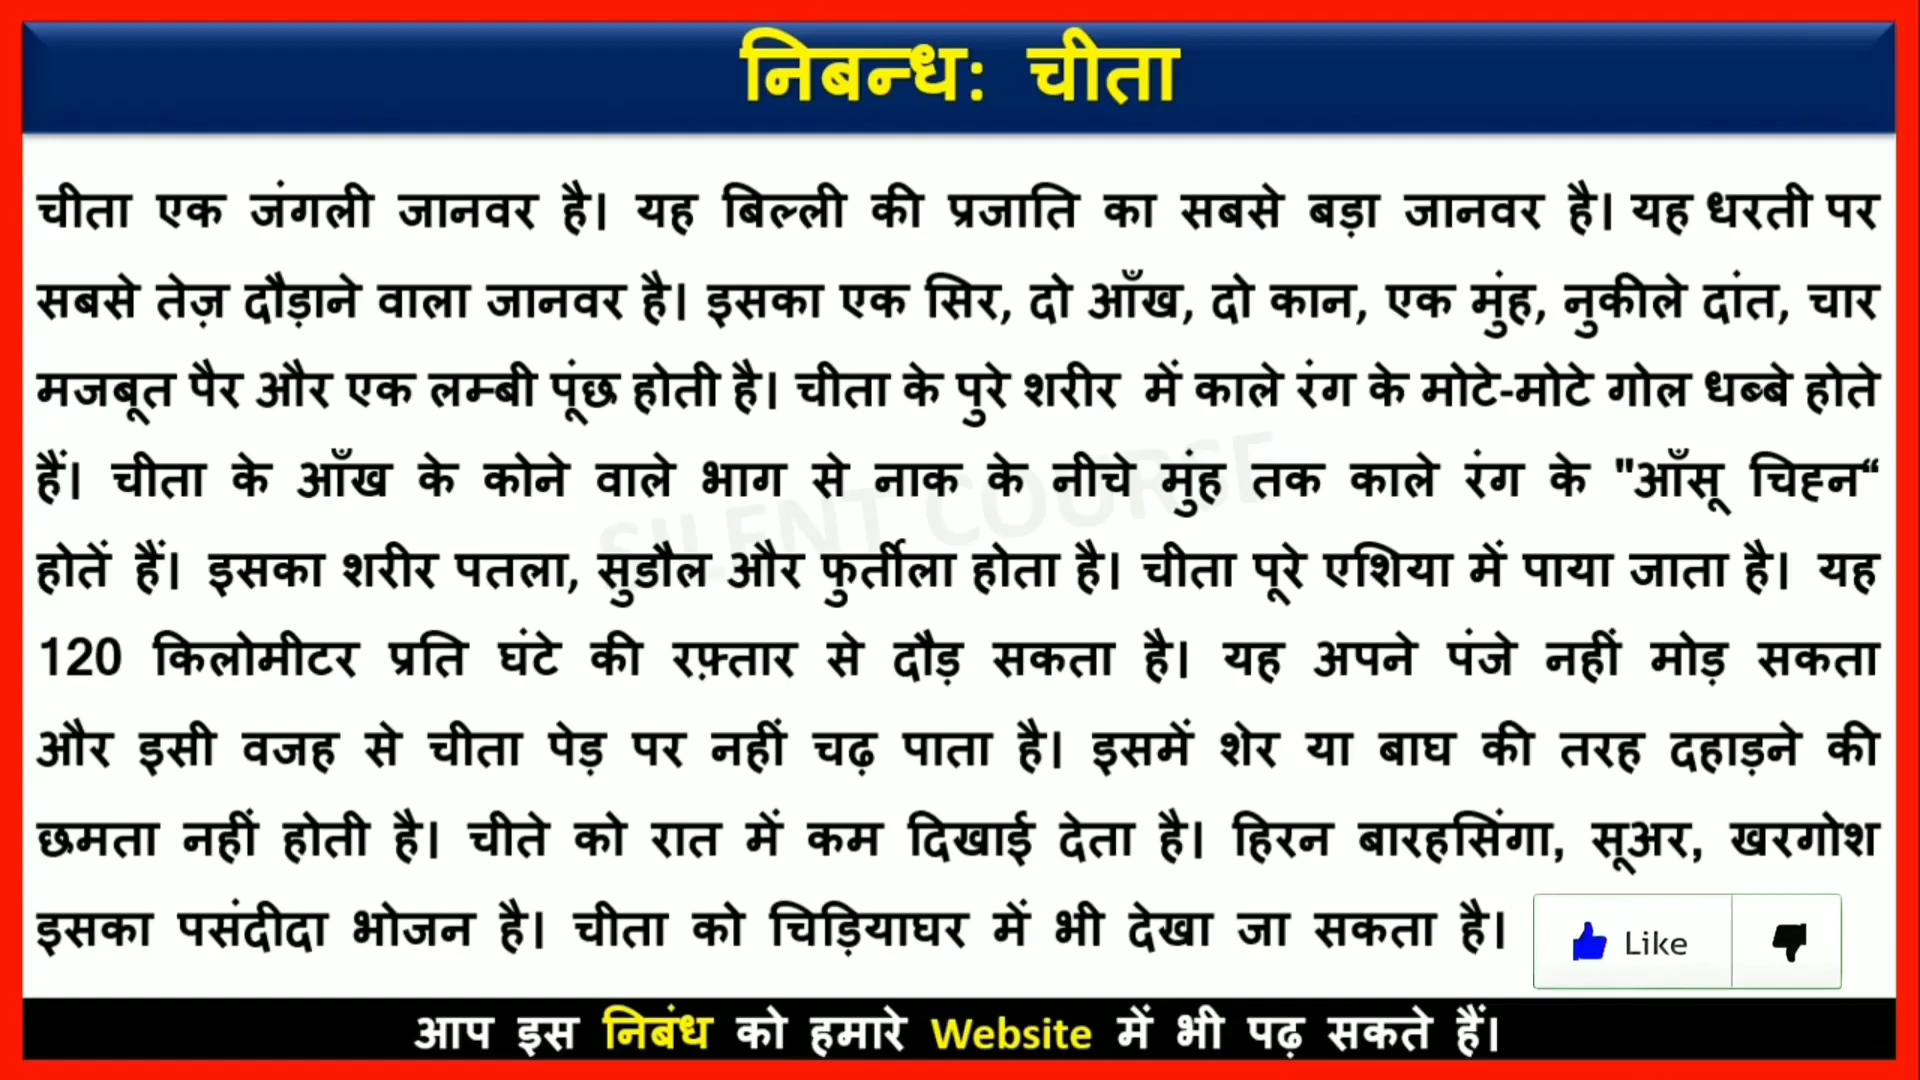 निबन्ध: चीता
चीता एक जंगली जानवर है। यह बिल्ली की प्रजाति का सबसे बड़ा जानवर है। यह धरती पर
सबसे तेज़ दौड़ाने वाला जानवर है। इसका एक सिर, दो आँख, दो कान, एक मुंह, नुकीले दांत, चार
मजबूत पैर और एक लम्बी पूंछ होती है। चीता के पुरे शरीर में काले रंग के मोटे-मोटे गोल धब्बे होते
हैं। चीता के आँख के कोने वाले भाग से नाक के नीचे मुंह तक काले रंग के "आँसू चिह्न“
होतें हैं। इसका शरीर पतला, सुडौल और फुर्तीला होता है। चीता पूरे एशिया में पाया जाता है। यह
120 किलोमीटर प्रति घंटे की रफ़्तार से दौड़ सकता है। यह अपने पंजे नहीं मोड़ सकता
और इसी वजह से चीता पेड़ पर नहीं चढ़ पाता है। इसमें शेर या बाघ की तरह दहाड़ने की
छमता नहीं होती है। चीते को रात में कम दिखाई देता है। हिरन बारहसिंगा, सूअर, खरगोश
इसका पसंदीदा भोजन है। चीता को चिड़ियाघर में भी देखा जा सकता है।
Like
SILENT COURSE
आप इस निबंध को हमारे Website में भी पढ़ सकते हैं।